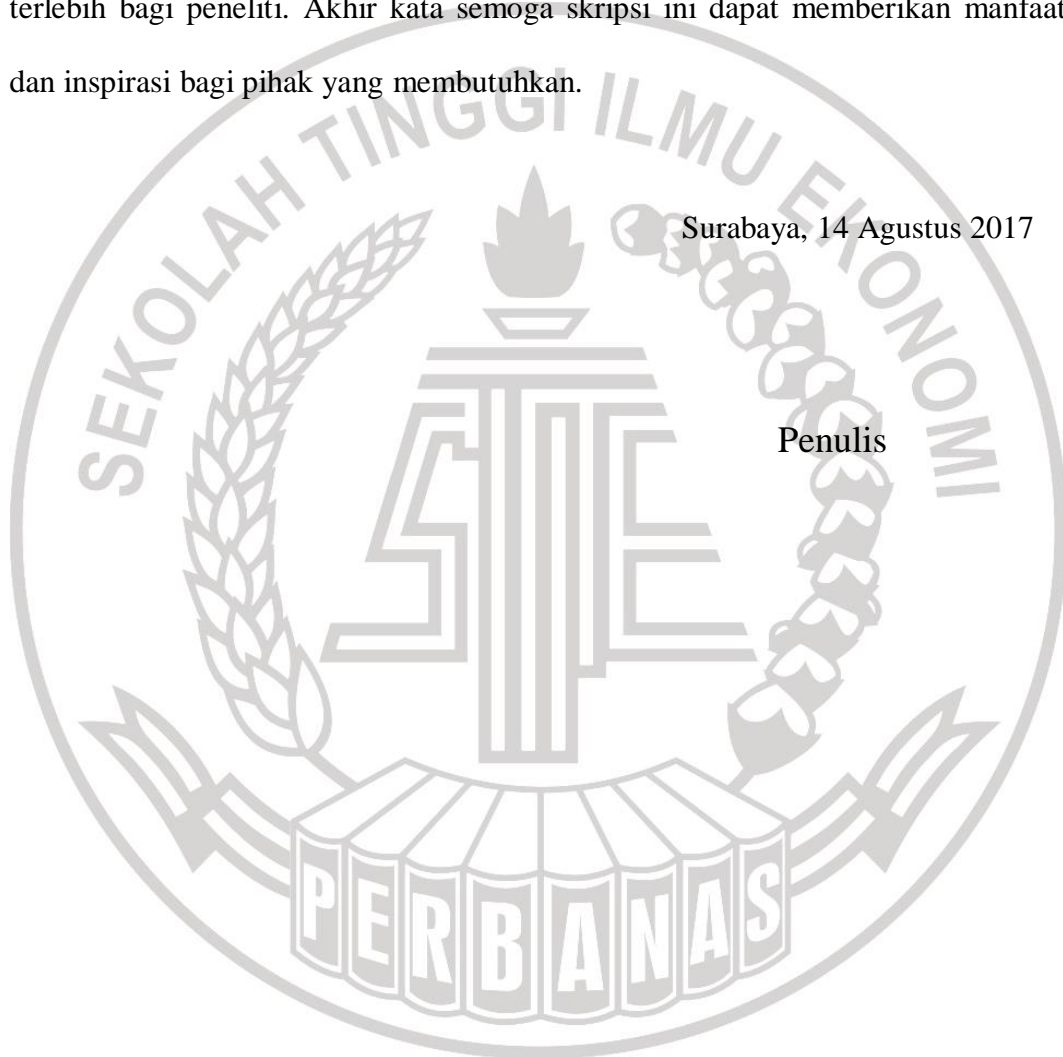 terlebih bagi peneliti. Akhir kata semoga skripsi ini dapat memberikan manfaat
dan inspirasi bagi pihak yang membutuhkan.
SEKOLAH TINGGI ILMU EKONOMI
Surabaya, 14 Agustus 2017
Penulis
STIE
PERBANAS